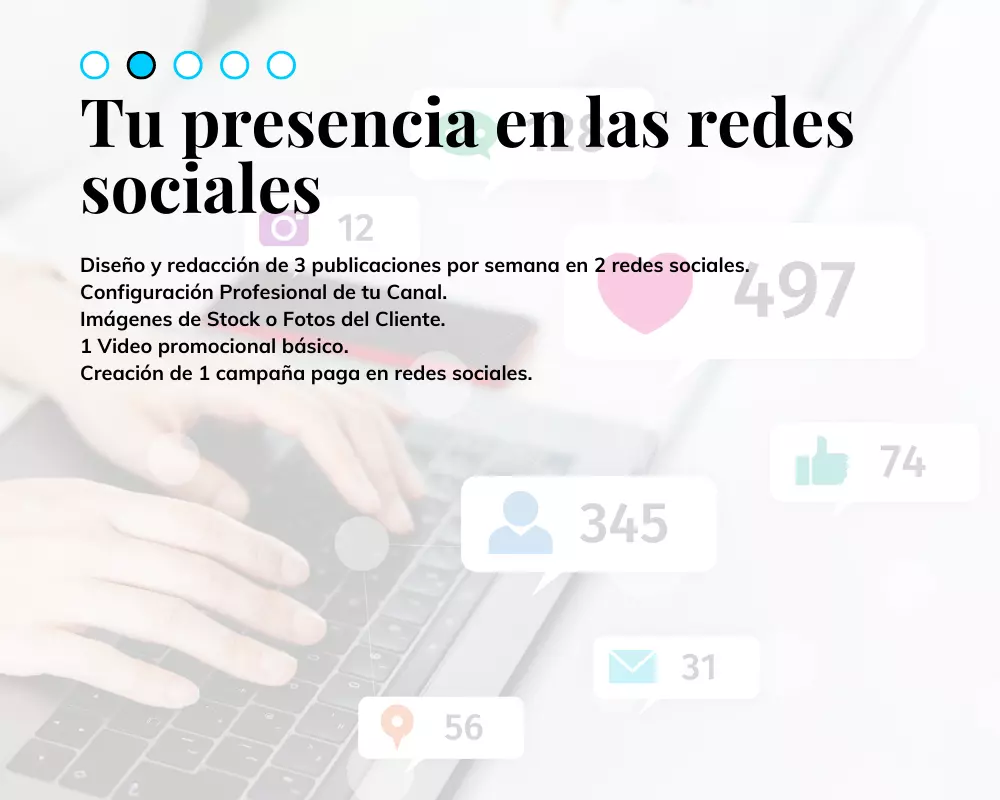 Tu presencia en las redes
sociales
128
12
Diseño y redacción de 3 publicaciones por semana en 2 redes sociales.
497
Configuración Profesional de tu Canal.
Imágenes de Stock o Fotos del Cliente.
1 Video promocional básico.
Creación de 1 campaña paga en redes sociales.
74
345
31
56